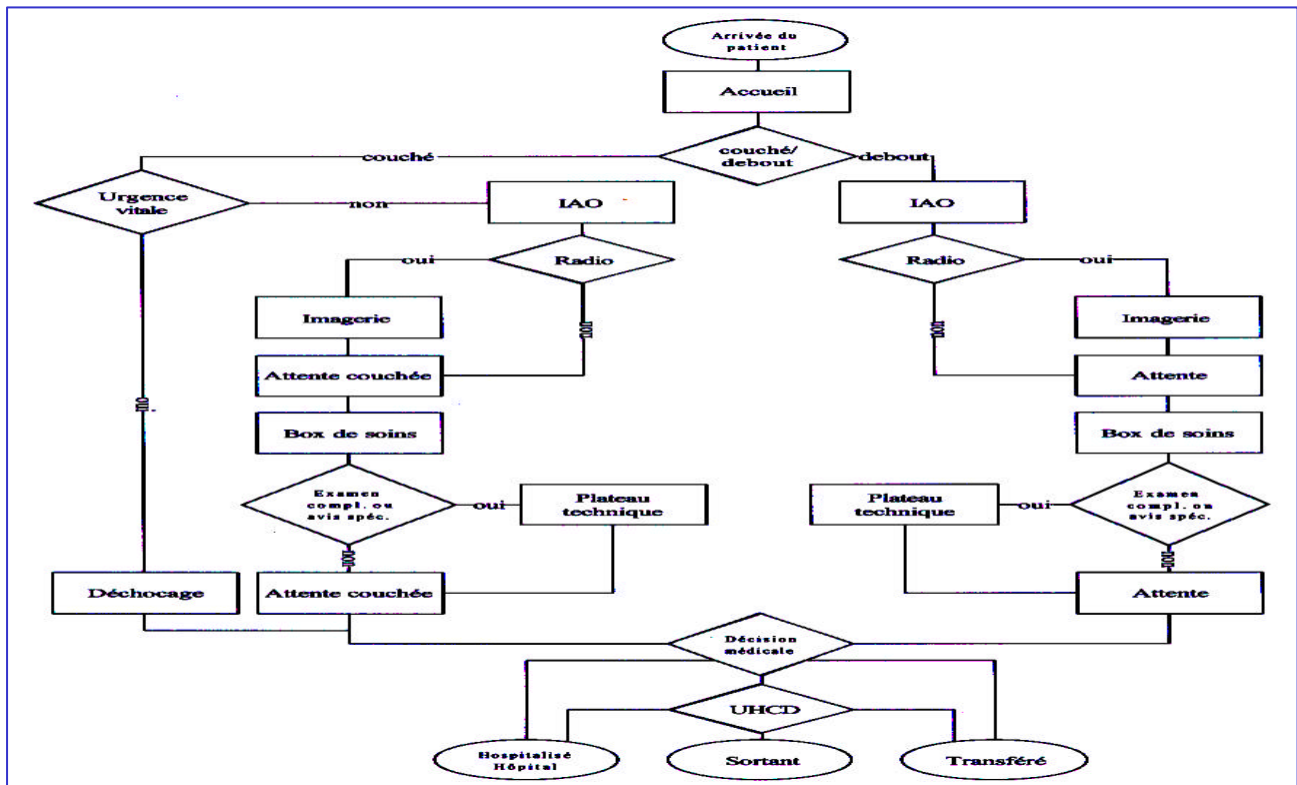 Arrivée du
patient
Accueil
couché/
debout
couché
debout
Urgence
vitale
non
IAO
IAO
Radio
oui
Radio
oui
Imagerie
non
non
Imagerie
Attente couchée
Attente
oui
Box de soins
Box de soins
Examen
compl. ou
avis spéc.
oui
Plateau
technique
Plateau
technique
oui
Examen
compl. ou
avis spéc.
non
non
Déchocage
Attente couchée
Attente
Décision
médicale
UHCD
Hospitalisé
Hôpital
Sortant
Transféré